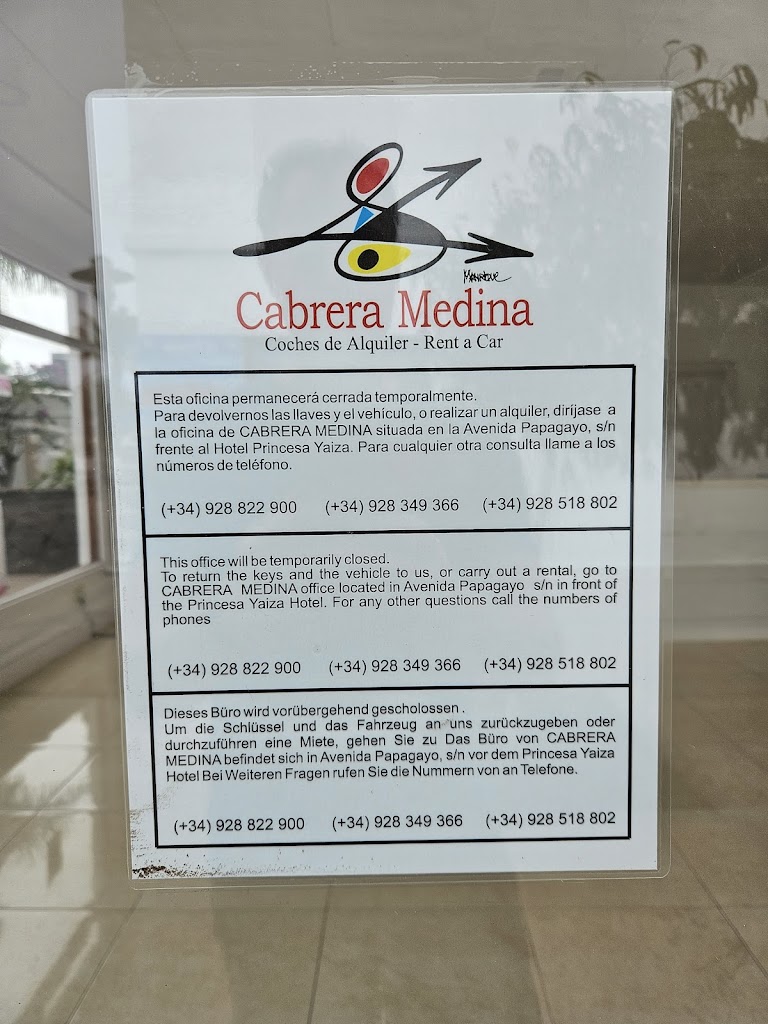 MANRIQUE
Cabrera Medina
Coches de Alquiler - Rent a Car
Esta oficina permanecerá cerrada temporalmente.
Para devolvernos las llaves y el vehículo, o realizar un alquiler, diríjase a
la oficina de CABRERA MEDINA situada en la Avenida Papagayo, s/n
frente al Hotel Princesa Yaiza. Para cualquier otra consulta llame a los
números de teléfono.
(+34) 928 822 900 (+34) 928 349 366 (+34) 928 518 802
This office will be temporarily closed.
To return the keys and the vehicle to us, or carry out a rental, go to
CABRERA MEDINA office located in Avenida Papagayo s/n in front of
the Princesa Yaiza Hotel. For any other questions call the numbers of
phones
(+34) 928 822 900 (+34) 928 349 366 (+34) 928 518 802
Dieses Büro wird vorübergehend gescholossen .
Um die Schlüssel und das Fahrzeug an uns zurückzugeben oder
durchzuführen eine Miete, gehen Sie zu Das Büro von CABRERA
MEDINA befindet sich in Avenida Papagayo, s/n vor dem Princesa Yaiza
Hotel Bei Weiteren Fragen rufen Sie die Nummern von an Telefone.
(+34) 928 822 900 (+34) 928 349 366 (+34) 928 518 802